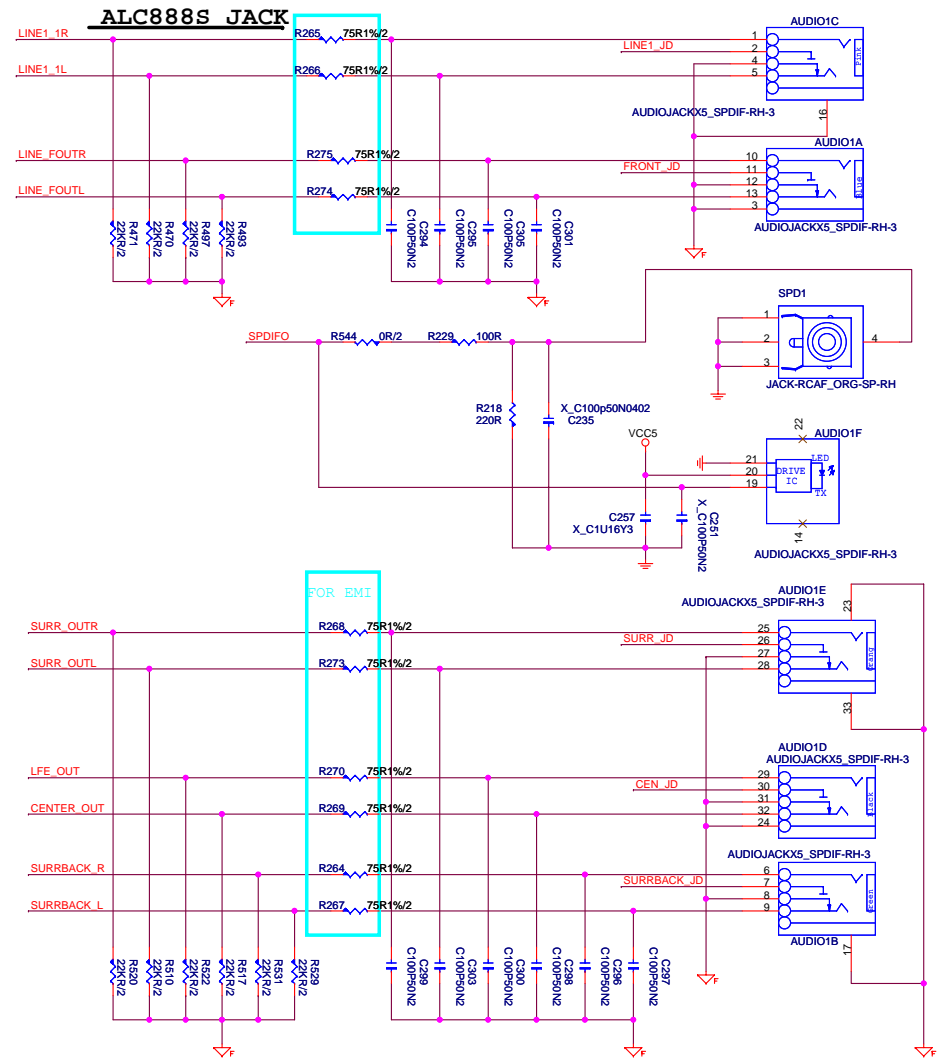 ALC888S JACK
LINE1_1R
R265
75R1%/2
LINE1_JD
AUDIO1C
1
2
4
5
Pink
LINE1_1L
R266
75R1%/2
AUDIOJACKX5_SPDIF-RH-3
16
LINE_FOUTR
R275
75R1%/2
FRONT_JD
AUDIO1A
10
11
12
13
3
Blue
LINE_FOUTL
R274
75R1%/2
AUDIOJACKX5_SPDIF-RH-3
R471
22KR/2
R470
22KR/2
R497
22KR/2
R493
22KR/2
C294
C100P50N2
C295
C100P50N2
C305
C100P50N2
C301
C100P50N2
F
F
F
SPDIFO
R544
0R/2
R229
100R
SPD1
1
2
3
4
JACK-RCAF_ORG-SP-RH
R218
220R
X_C100p50N0402
C235
VCC5
22
AUDIO1F
21
20
19
DRIVE
IC
LED
TX
C257
X_C1U16Y3
C251
X_C100P50N2
14
AUDIOJACKX5_SPDIF-RH-3
FOR EMI
AUDIO1E
AUDIOJACKX5_SPDIF-RH-3
23
SURR_OUTR
R268
75R1%/2
SURR_JD
25
26
27
28
Orang
33
SURR_OUTL
R273
75R1%/2
AUDIO1D
AUDIOJACKX5_SPDIF-RH-3
LFE_OUT
R270
75R1%/2
CEN_JD
29
30
31
32
24
Black
CENTER_OUT
R269
75R1%/2
AUDIOJACKX5_SPDIF-RH-3
SURRBACK_R
R264
75R1%/2
SURRBACK_JD
6
7
8
9
Green
SURRBACK_L
R267
75R1%/2
AUDIO1B
17
R520
22KR/2
R510
22KR/2
R522
22KR/2
R517
22KR/2
R531
22KR/2
R529
22KR/2
C299
C100P50N2
C303
C100P50N2
C300
C100P50N2
C298
C100P50N2
C296
C100P50N2
C297
C100P50N2
F
F
F
F